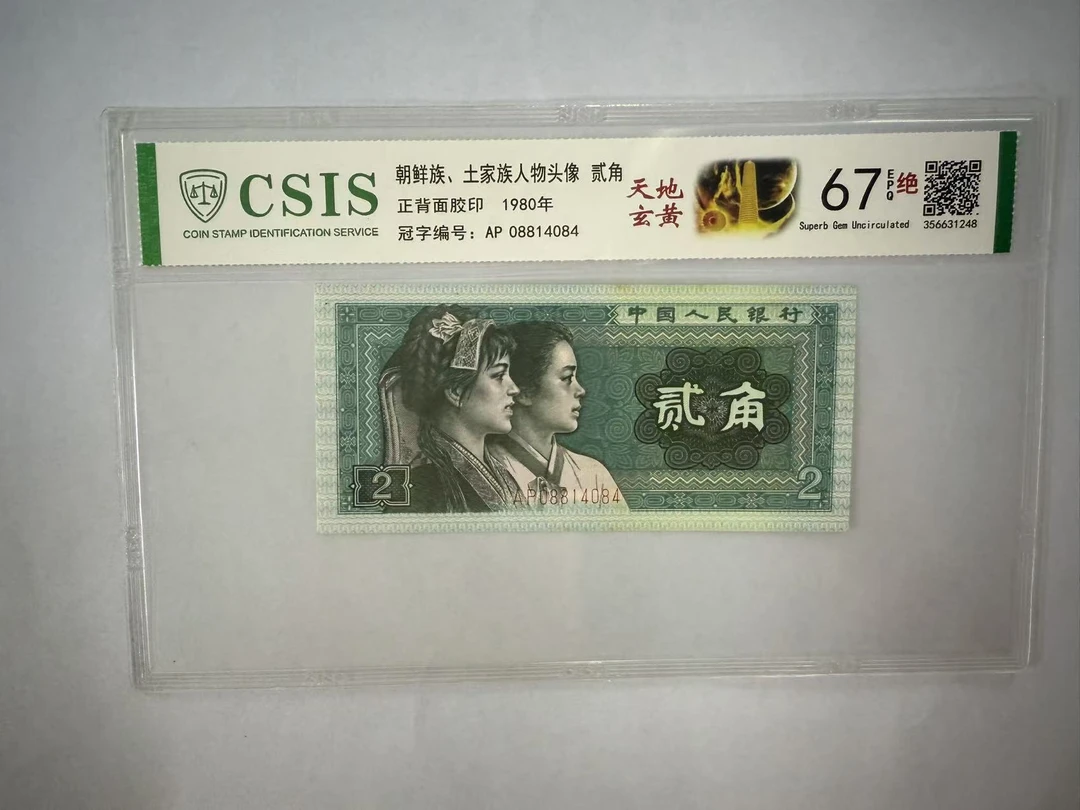 CSIS
COIN STAMP IDENTIFICATION SERVICE
朝鲜族、土家族人物头像 贰角
正背面胶印 1980年
冠字编号：AP 08814084
天地
玄黄
67
EPQ
绝
Superb Gem Uncirculated
356631248
中国人民银行
贰角
2
AP08814084
2